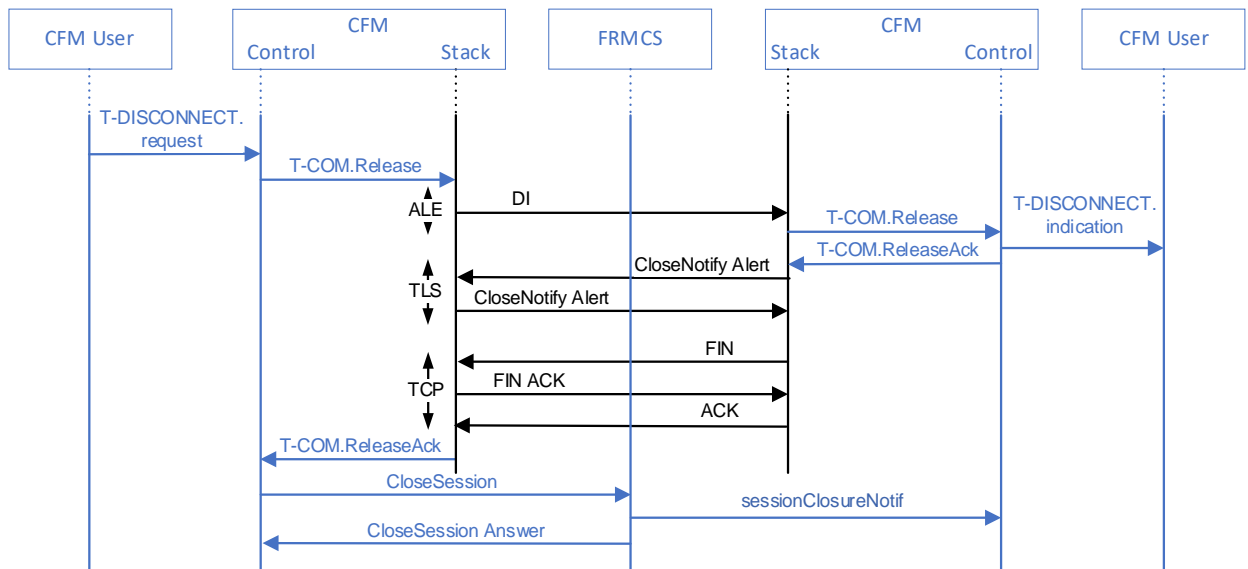 CFM User
CFM
Control
Stack
FRMCS
CFM
Stack
Control
CFM User
T-DISCONNECT.
request
T-COM.Release
ALE
DI
T-COM.Release
T-DISCONNECT.
indication
T-COM.ReleaseAck
CloseNotify Alert
TLS
CloseNotify Alert
FIN
TCP
FIN ACK
ACK
T-COM.ReleaseAck
CloseSession
sessionClosureNotif
CloseSession Answer